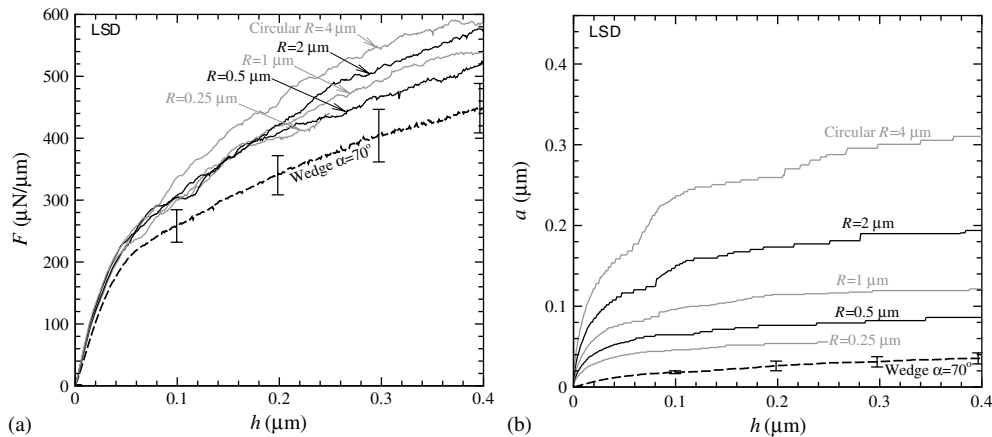 LSD
Circular R=4 μm
R=2 μm
R=1 μm
R=0.5 μm
R=0.25 μm
Wedge α=70°
600
500
400
300
200
100
0
F (μN/μm)
0.1
0.2
0.3
0.4
h (μm)
(a)
LSD
Circular R=4 μm
R=2 μm
R=1 μm
R=0.5 μm
R=0.25 μm
Wedge α=70°
0.4
0.3
0.2
0.1
0
a (μm)
0
0.1
0.2
0.3
0.4
h (μm)
(b)